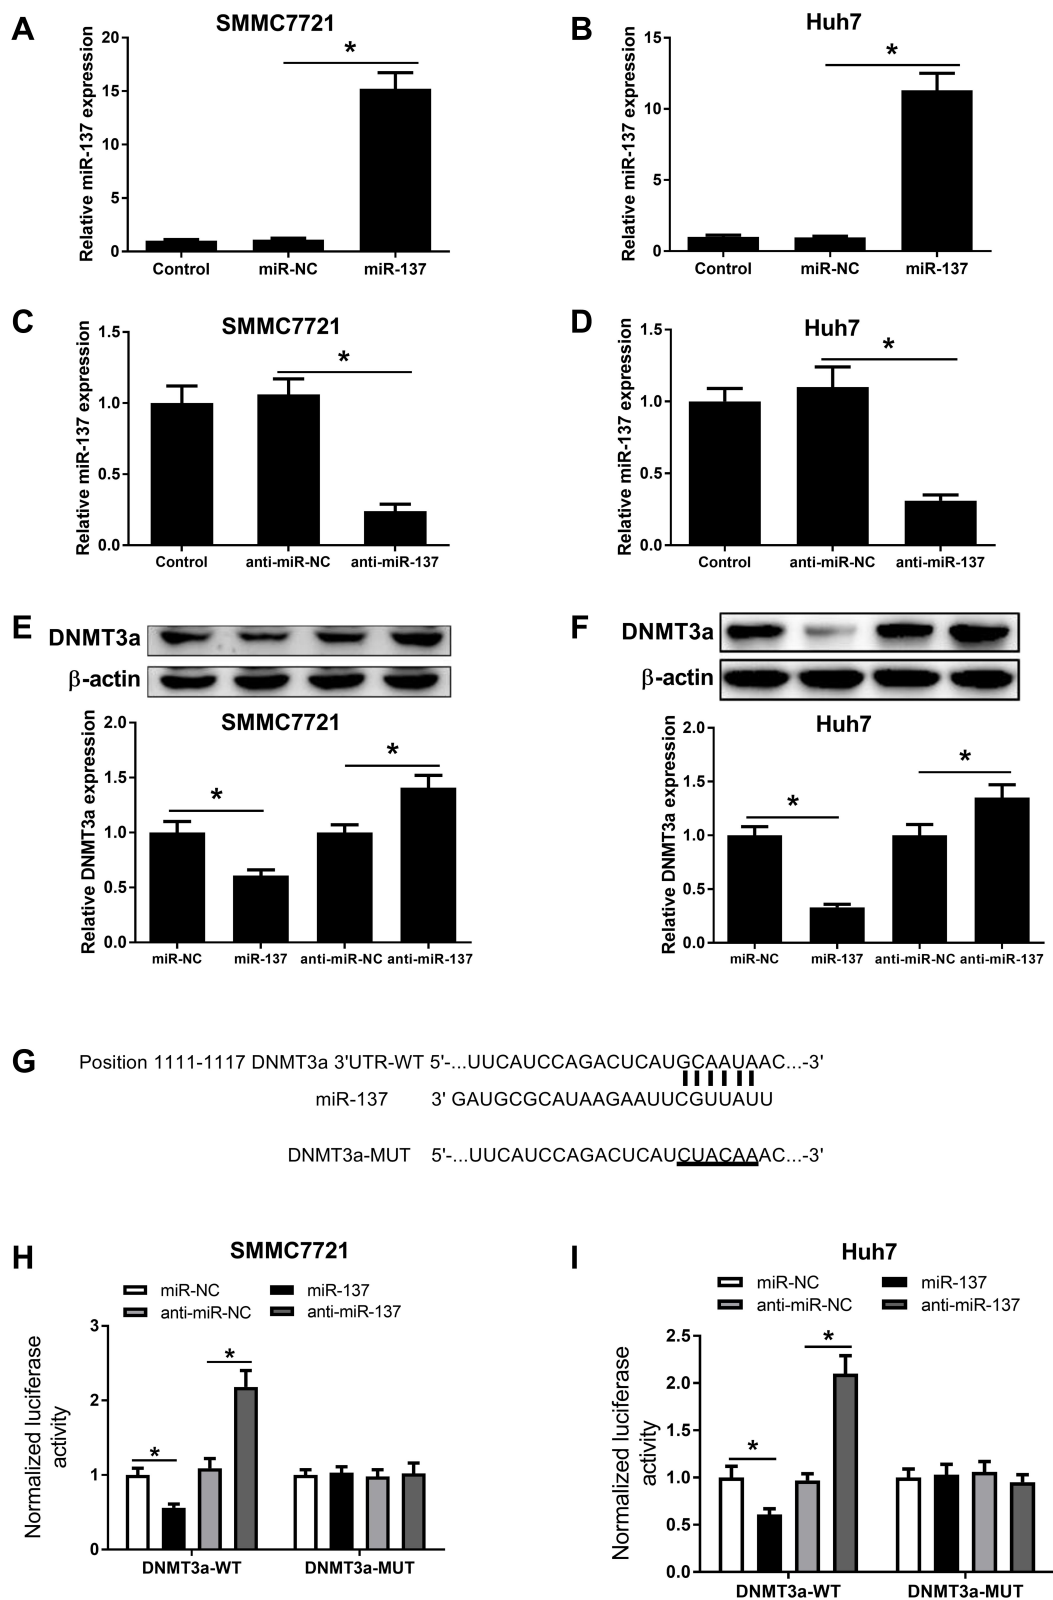 A
SMMC7721
Relative miR-137 expression
20
15
10
5
0
*
Control
miR-NC
miR-137
B
Huh7
Relative miR-137 expression
15
10
5
0
*
Control
miR-NC
miR-137
C
SMMC7721
Relative miR-137 expression
1.5
1.0
0.5
0.0
*
Control
anti-miR-NC
anti-miR-137
D
Huh7
Relative miR-137 expression
1.5
1.0
0.5
0.0
*
Control
anti-miR-NC
anti-miR-137
E
DNMT3a
β-actin
SMMC7721
Relative DNMT3a expression
2.0
1.5
1.0
0.5
0.0
*
*
miR-NC
miR-137
anti-miR-NC
anti-miR-137
F
DNMT3a
β-actin
Huh7
Relative DNMT3a expression
2.0
1.5
1.0
0.5
0.0
*
*
miR-NC
miR-137
anti-miR-NC
anti-miR-137
G
Position 1111-1117 DNMT3a 3'UTR-WT 5'-...UUCAUCCAGACUCAUGCAAUAAC...-3'
miR-137 3' GAUGCGCAUAAGAAUUCGUUAUU
DNMT3a-MUT 5'-...UUCAUCCAGACUCAUCUACAAAC...-3'
H
SMMC7721
miR-NC
miR-137
anti-miR-NC
anti-miR-137
Normalized luciferase
activity
3
2
1
0
*
*
DNMT3a-WT
DNMT3a-MUT
I
Huh7
miR-NC
miR-137
anti-miR-NC
anti-miR-137
Normalized luciferase
activity
2.5
2.0
1.5
1.0
0.5
0.0
*
*
DNMT3a-WT
DNMT3a-MUT